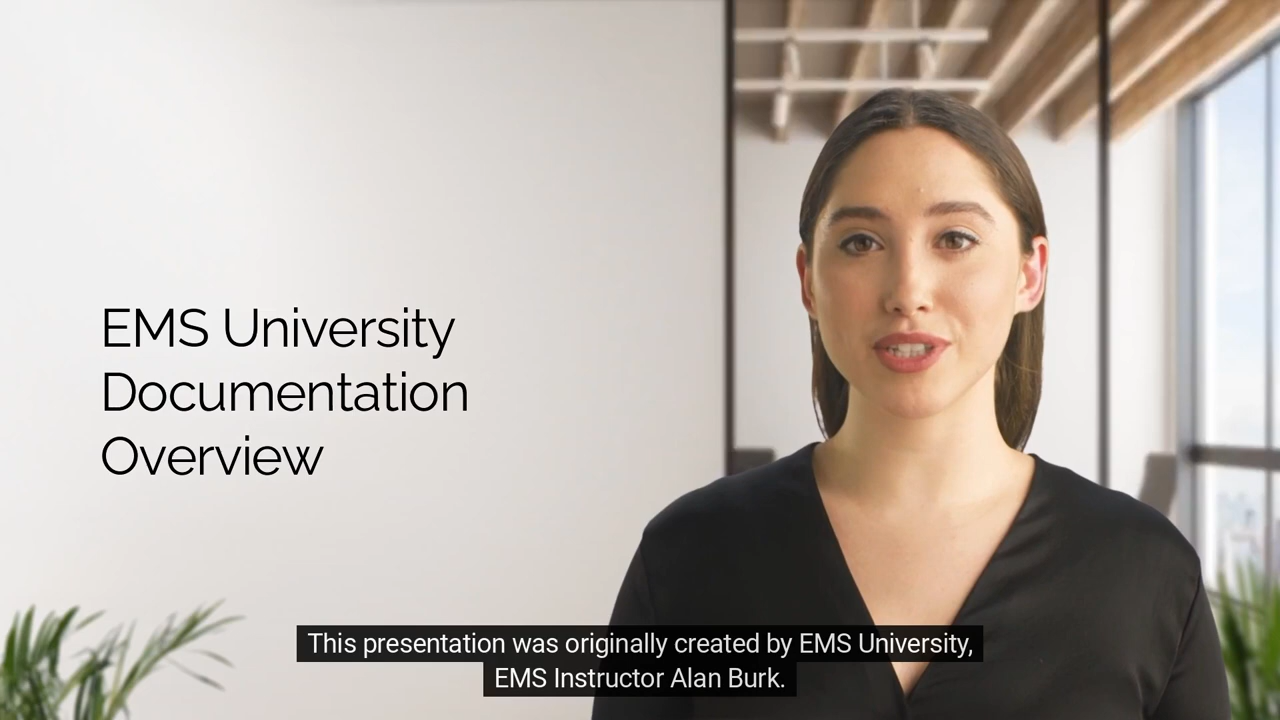 EMS University
Documentation
Overview
This presentation was originally created by EMS University,
EMS Instructor Alan Burk.